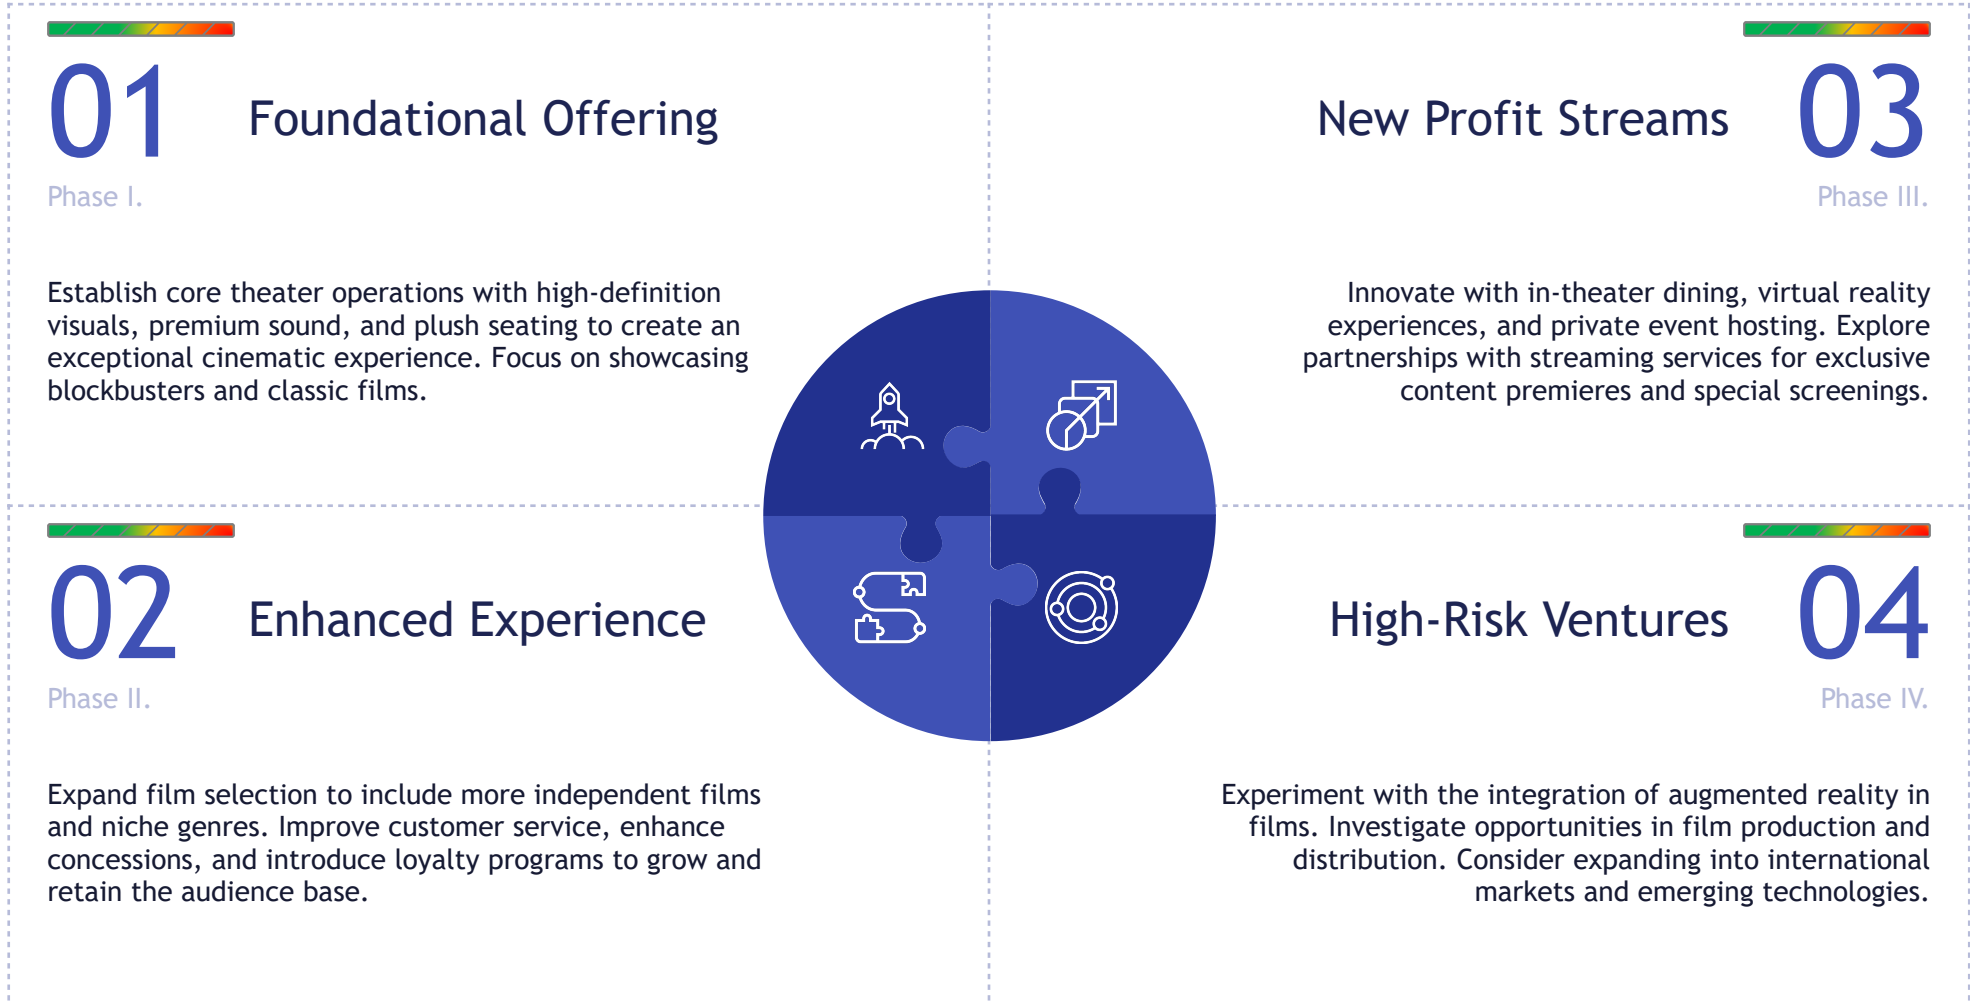 01
Foundational Offering
Phase I.
Establish core theater operations with high-definition
visuals, premium sound, and plush seating to create an
exceptional cinematic experience. Focus on showcasing
blockbusters and classic films.
02
Enhanced Experience
Phase II.
Expand film selection to include more independent films
and niche genres. Improve customer service, enhance
concessions, and introduce loyalty programs to grow and
retain the audience base.
New Profit Streams
03
Phase III.
Innovate with in-theater dining, virtual reality
experiences, and private event hosting. Explore
partnerships with streaming services for exclusive
content premieres and special screenings.
High-Risk Ventures
04
Phase IV.
Experiment with the integration of augmented reality in
films. Investigate opportunities in film production and
distribution. Consider expanding into international
markets and emerging technologies.